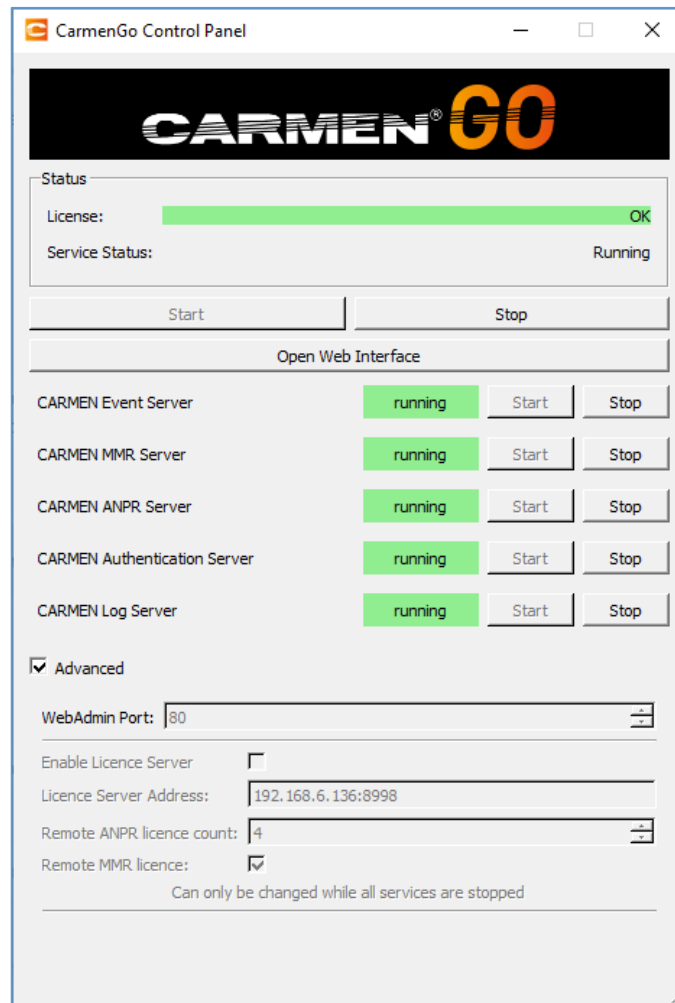 CarmenGo Control Panel
CARMEN® GO
Status
License: OK
Service Status: Running
Start Stop
Open Web Interface
CARMEN Event Server running Start Stop
CARMEN MMR Server running Start Stop
CARMEN ANPR Server running Start Stop
CARMEN Authentication Server running Start Stop
CARMEN Log Server running Start Stop
Advanced
WebAdmin Port: 80
Enable Licence Server
Licence Server Address: 192.168.6.136:8998
Remote ANPR licence count: 4
Remote MMR licence:
Can only be changed while all services are stopped